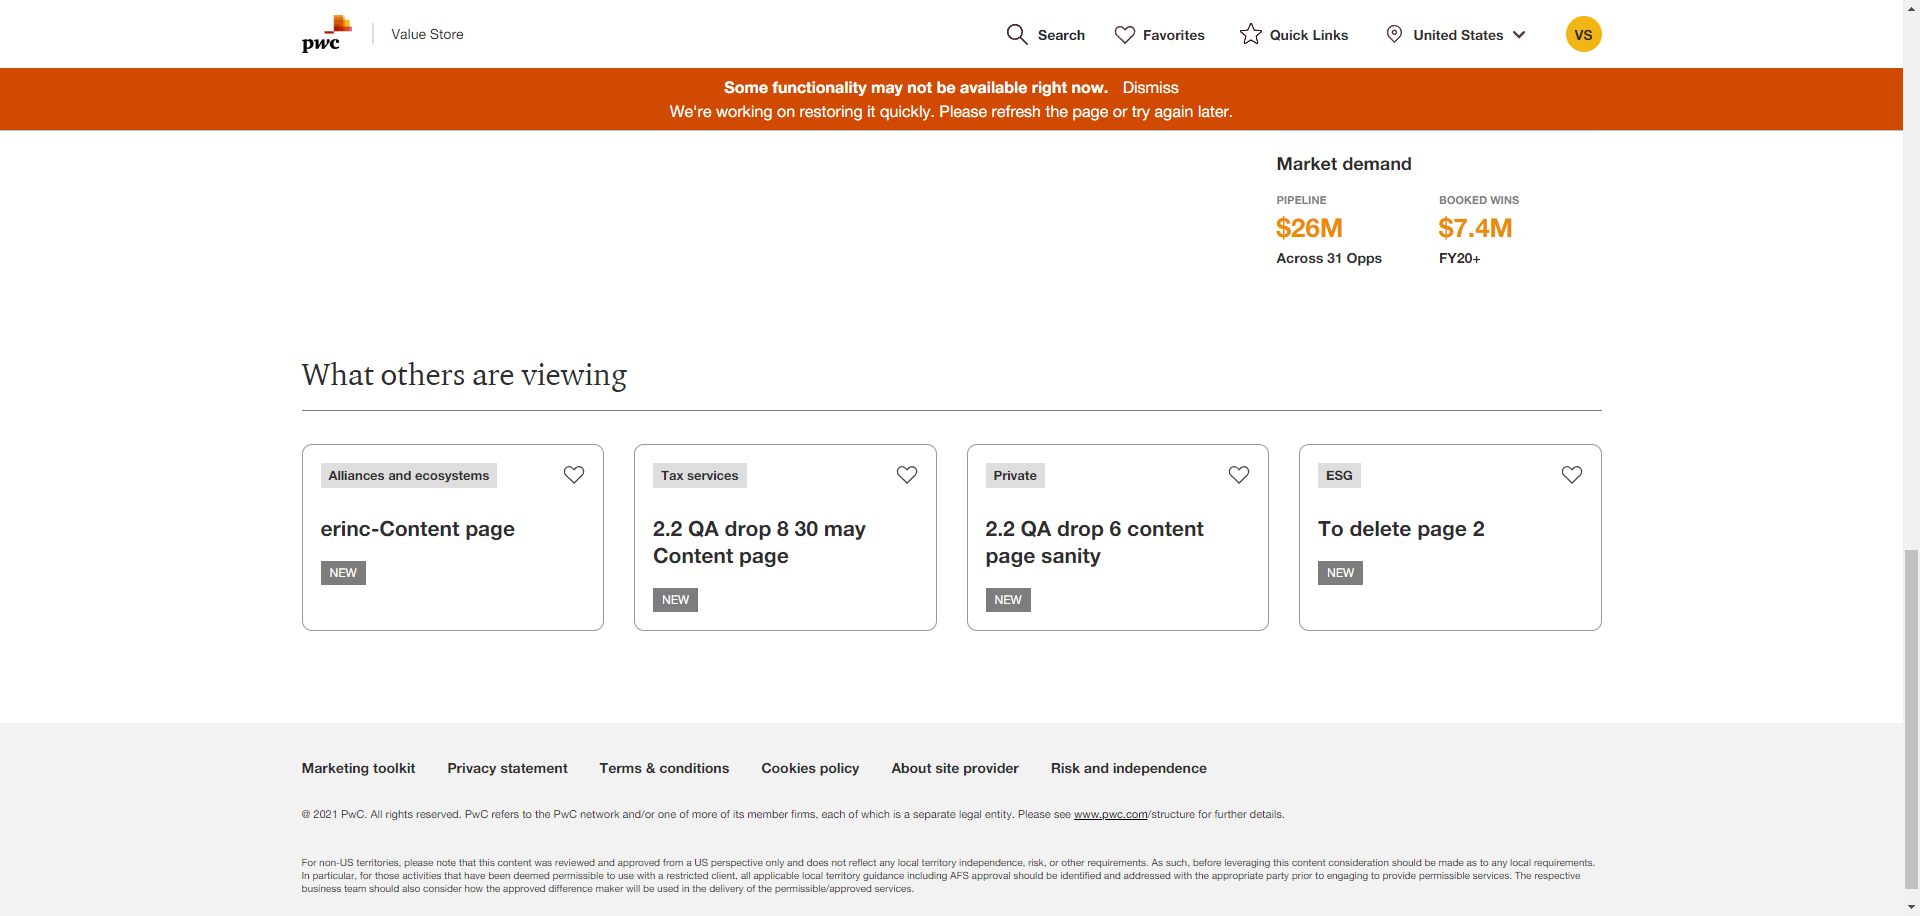 pwc
Value Store
Search
Favorites
Quick Links
United States
VS
Some functionality may not be available right now. Dismiss
We're working on restoring it quickly. Please refresh the page or try again later.
Market demand
PIPELINE
$26M
Across 31 Opps
BOOKED WINS
$7.4M
FY20+
What others are viewing
Alliances and ecosystems
erinc-Content page
NEW
Tax services
2.2 QA drop 8 30 may
Content page
NEW
Private
2.2 QA drop 6 content
page sanity
NEW
ESG
To delete page 2
NEW
Marketing toolkit
Privacy statement
Terms & conditions
Cookies policy
About site provider
Risk and independence
@ 2021 PwC. All rights reserved. PwC refers to the PwC network and/or one of more of its member firms, each of which is a separate legal entity. Please see www.pwc.com/structure for further details.
For non-US territories, please note that this content was reviewed and approved from a US perspective only and does not reflect any local territory independence, risk, or other requirements. As such, before leveraging this content consideration should be made as to any local requirements.
In particular, for those activities that have been deemed permissible to use with a restricted client, all applicable local territory guidance including AFS approval should be identified and addressed with the appropriate party prior to engaging to provide permissible services. The respective
business team should also consider how the approved difference maker will be used in the delivery of the permissible/approved services.